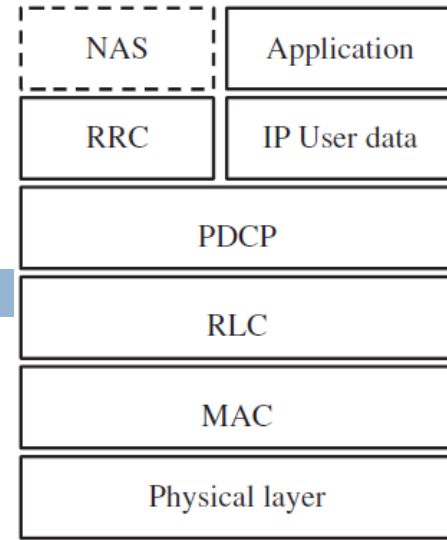 NAS
Application
RRC
IP User data
PDCP
RLC
MAC
Physical layer